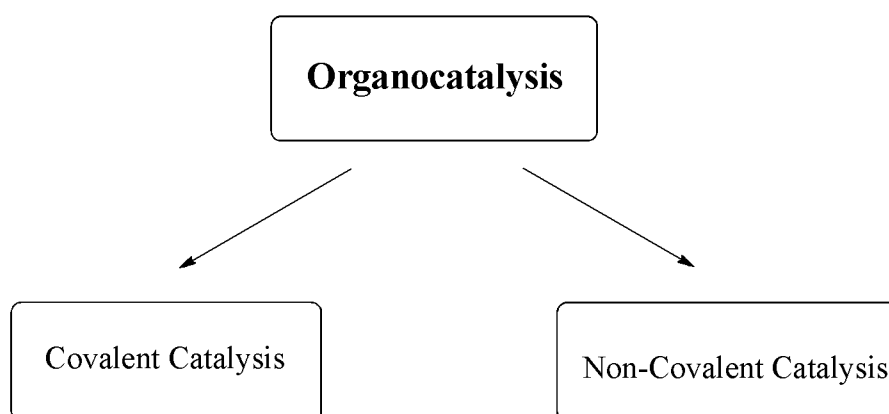 Organocatalysis
Covalent Catalysis
Non-Covalent Catalysis